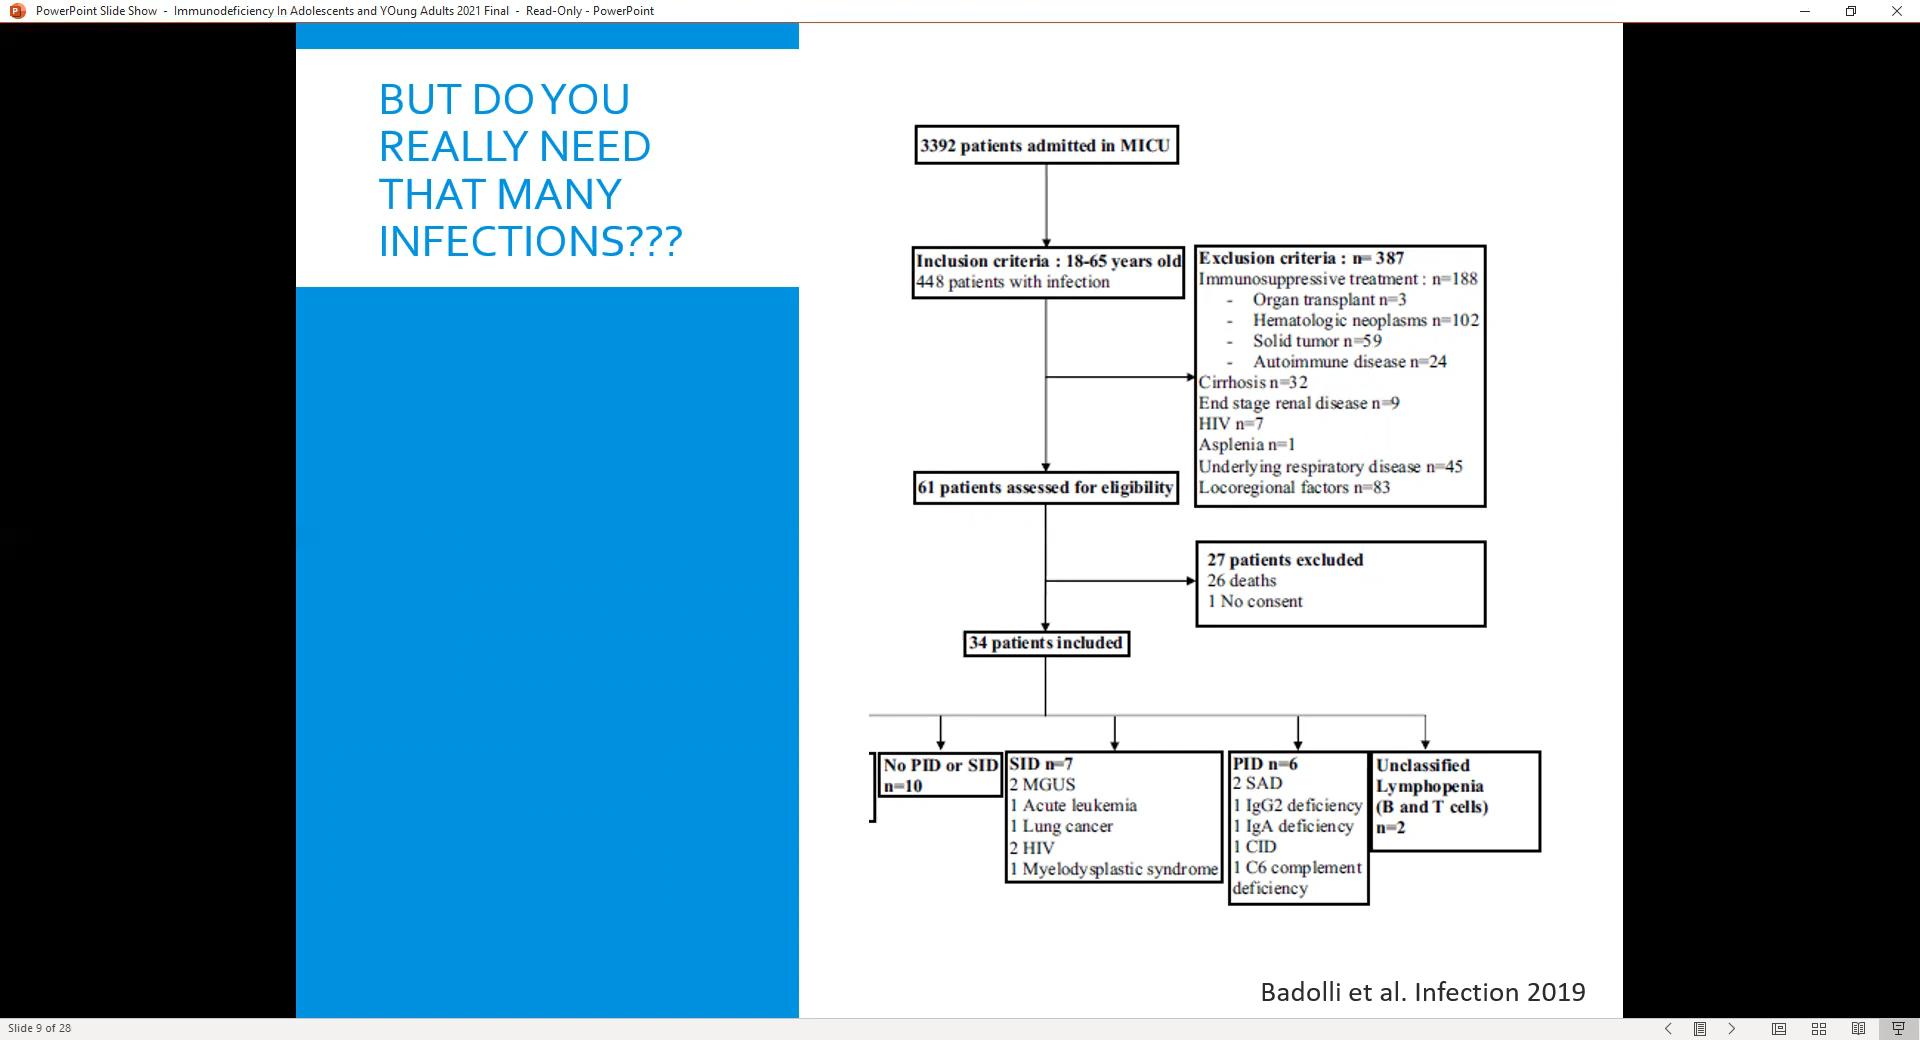 PowerPoint Slide Show - Immunodeficiency In Adolescents and YOung Adults 2021 Final - Read-Only - PowerPoint
BUT DO YOU
REALLY NEED
THAT MANY
INFECTIONS???
3392 patients admitted in MICU
Inclusion criteria : 18-65 years old
448 patients with infection
Exclusion criteria : n= 387
Immunosuppressive treatment : n=188
- Organ transplant n=3
- Hematologic neoplasms n=102
- Solid tumor n=59
- Autoimmune disease n=24
Cirrhosis n=32
End stage renal disease n=9
HIV n=7
Asplenia n=1
Underlying respiratory disease n=45
Locoregional factors n=83
61 patients assessed for eligibility
27 patients excluded
26 deaths
1 No consent
34 patients included
No PID or SID
n=10
SID n=7
2 MGUS
1 Acute leukemia
1 Lung cancer
2 HIV
1 Myelodysplastic syndrome
PID n=6
2 SAD
1 IgG2 deficiency
1 IgA deficiency
1 CID
1 C6 complement
deficiency
Unclassified
Lymphopenia
(B and T cells)
n=2
Badolli et al. Infection 2019
Slide 9 of 28